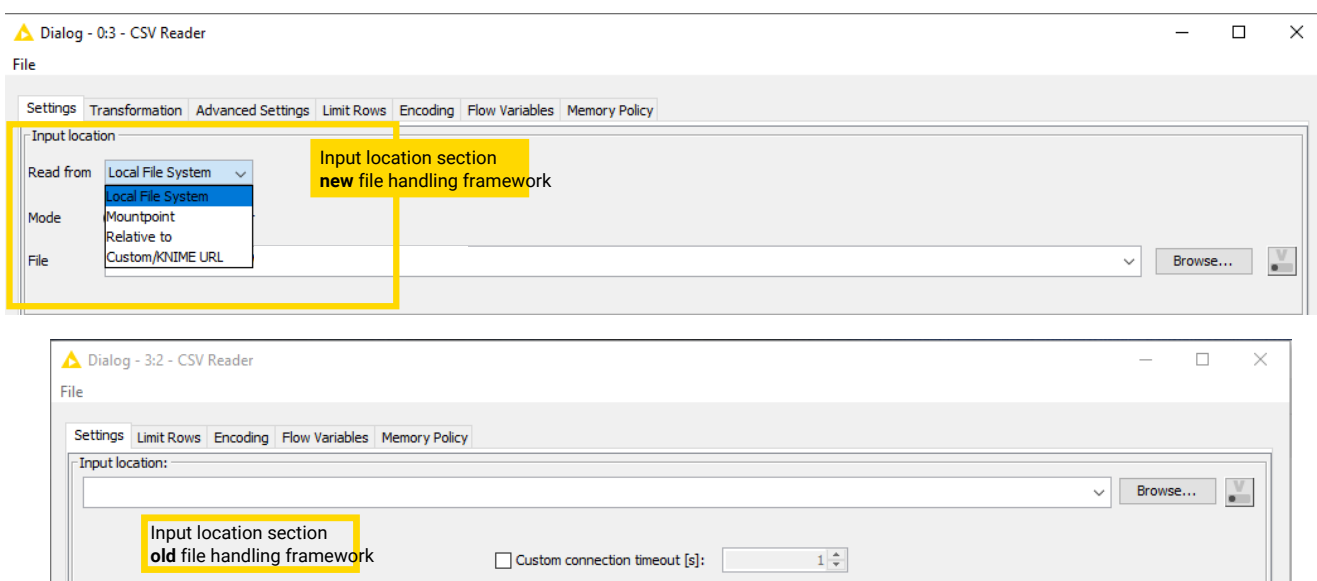 Dialog - 0:3 - CSV Reader
File
Settings Transformation Advanced Settings Limit Rows Encoding Flow Variables Memory Policy
Input location
Read from Local File System
Input location section
new file handling framework
Local File System
Mode
Mountpoint
Relative to
File
Custom/KNIME URL
Browse...
V
Dialog - 3:2 - CSV Reader
File
Settings Limit Rows Encoding Flow Variables Memory Policy
Input location:
Browse...
V
Input location section
old file handling framework
Custom connection timeout [s]: 1